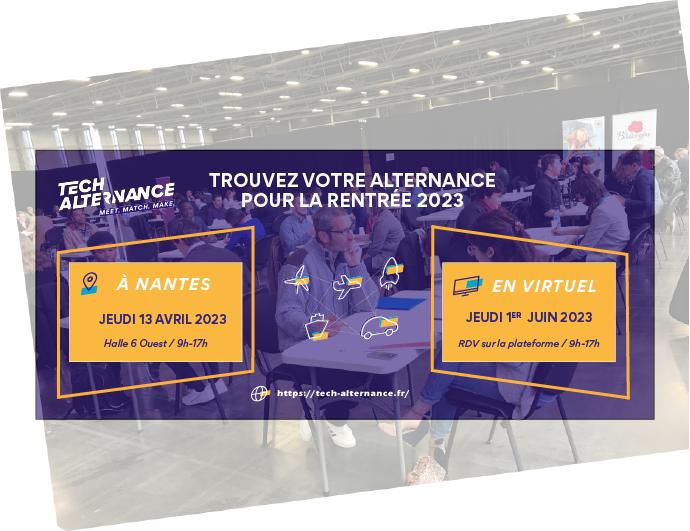 TECH
ALTERNANCE
MEET. MATCH. MAKE.
TROUVEZ VOTRE ALTERNANCE
POUR LA RENTRÉE 2023
À NANTES
JEUDI 13 AVRIL 2023
Halle 6 Ouest / 9h-17h
EN VIRTUEL
JEUDI 1ER JUIN 2023
RDV sur la plateforme / 9h-17h
https://tech-alternance.fr/